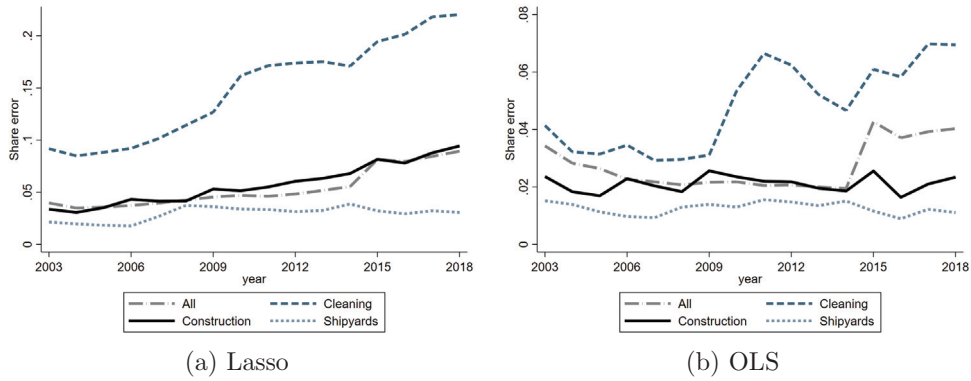 Share error
.2
.15
.1
.05
0
2003 2006 2009 2012 2015 2018
year
All Cleaning
Construction Shipyards
(a) Lasso
Share error
.08
.06
.04
.02
0
2003 2006 2009 2012 2015 2018
year
All Cleaning
Construction Shipyards
(b) OLS